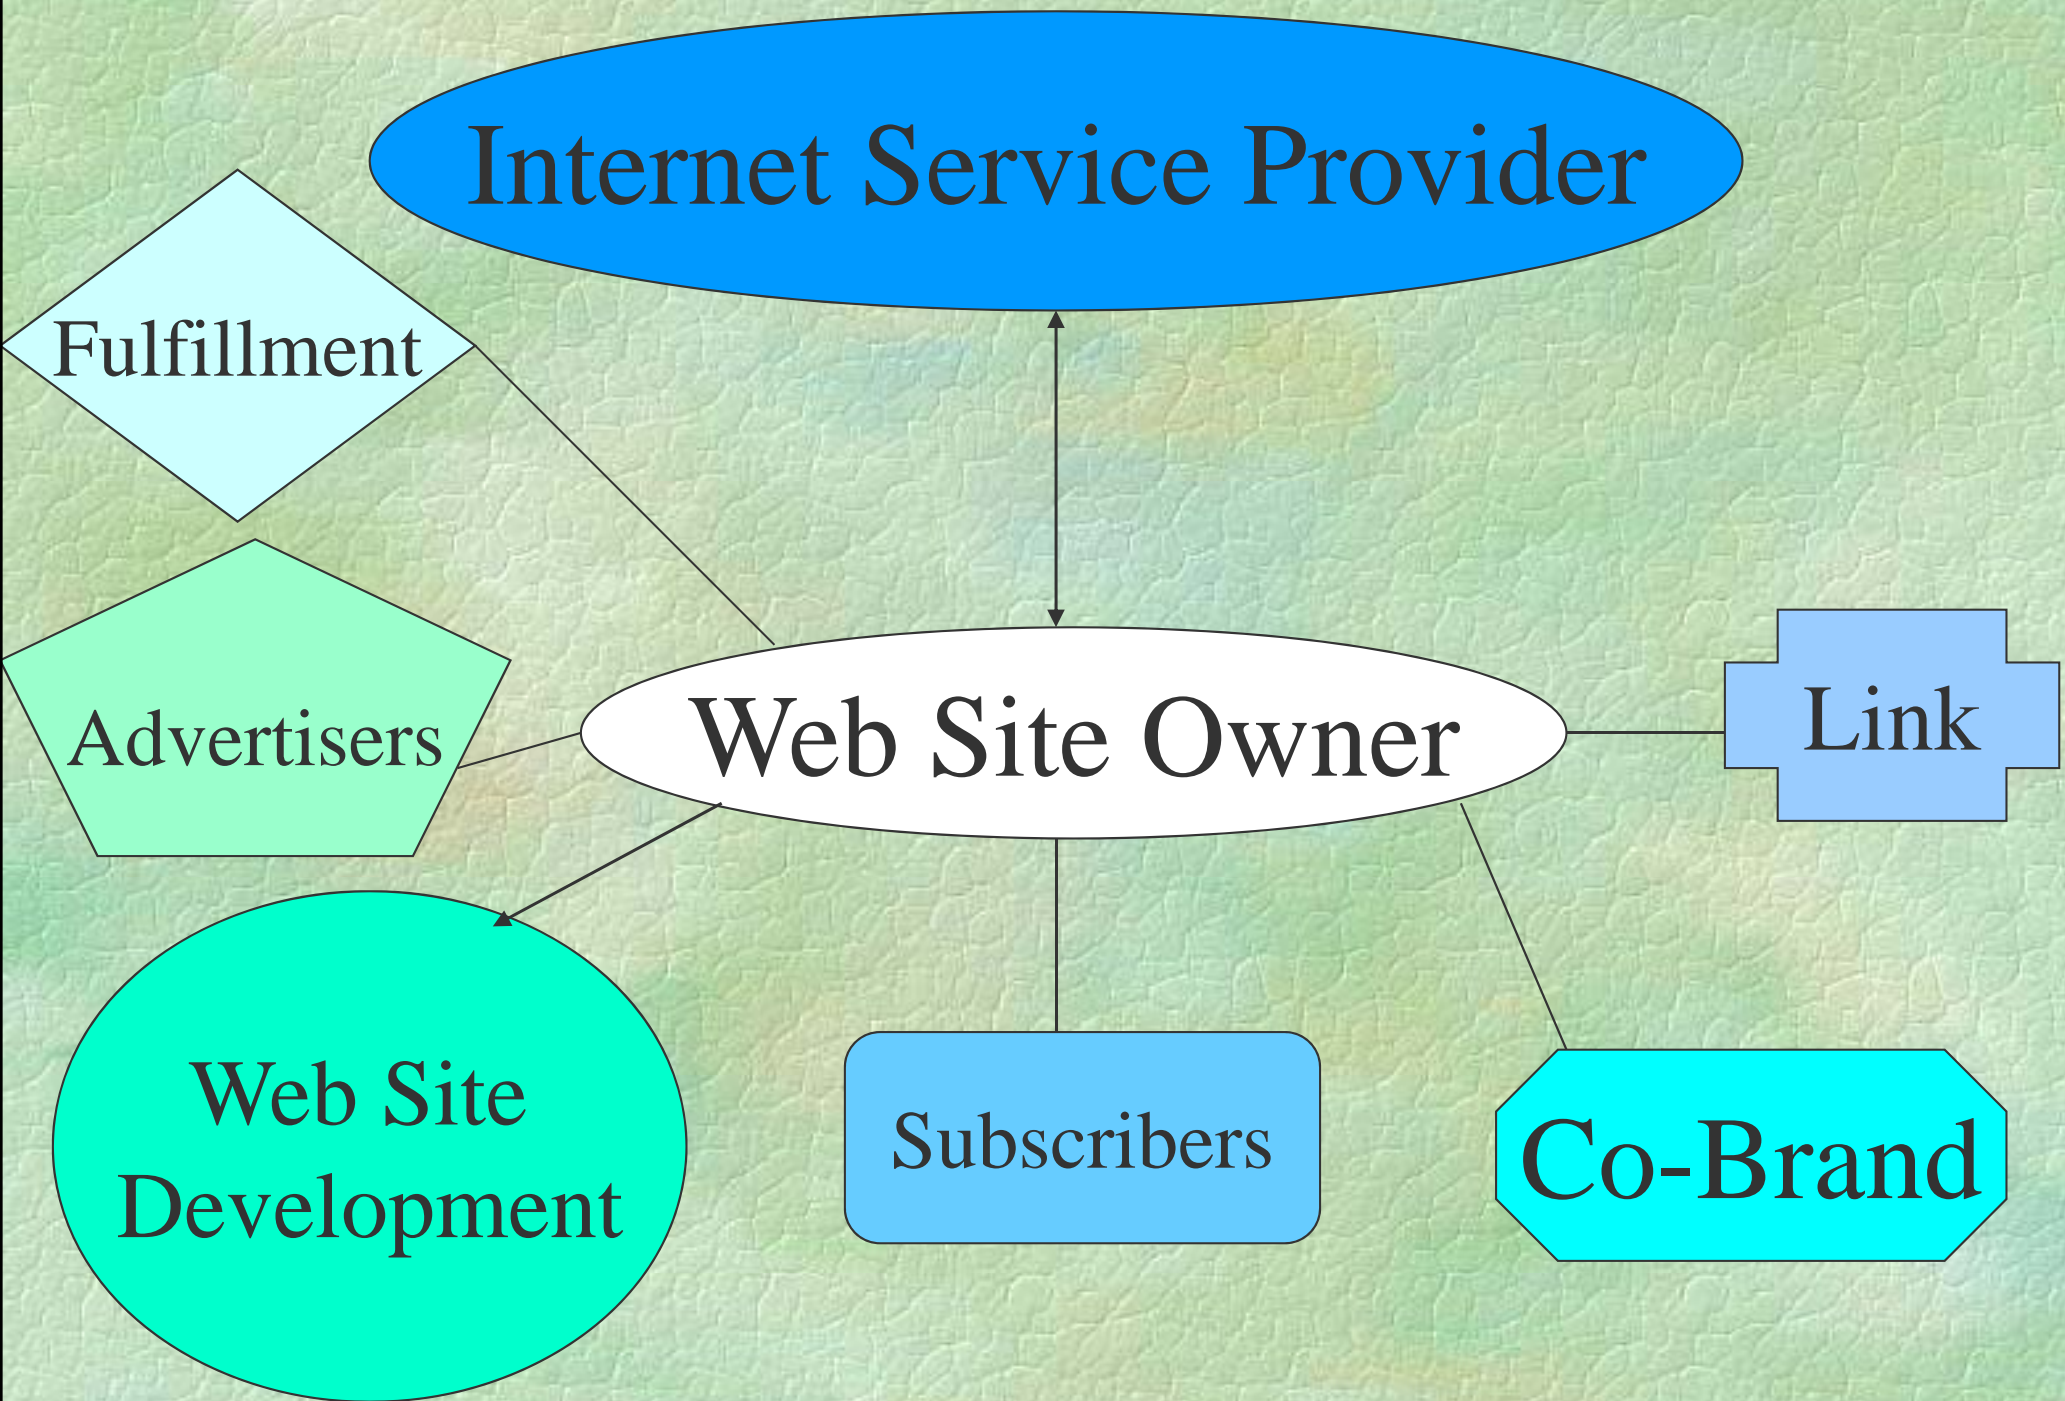 Internet Service Provider
Fulfillment
Advertisers
Web Site Owner
Link
Web Site
Development
Subscribers
Co-Brand